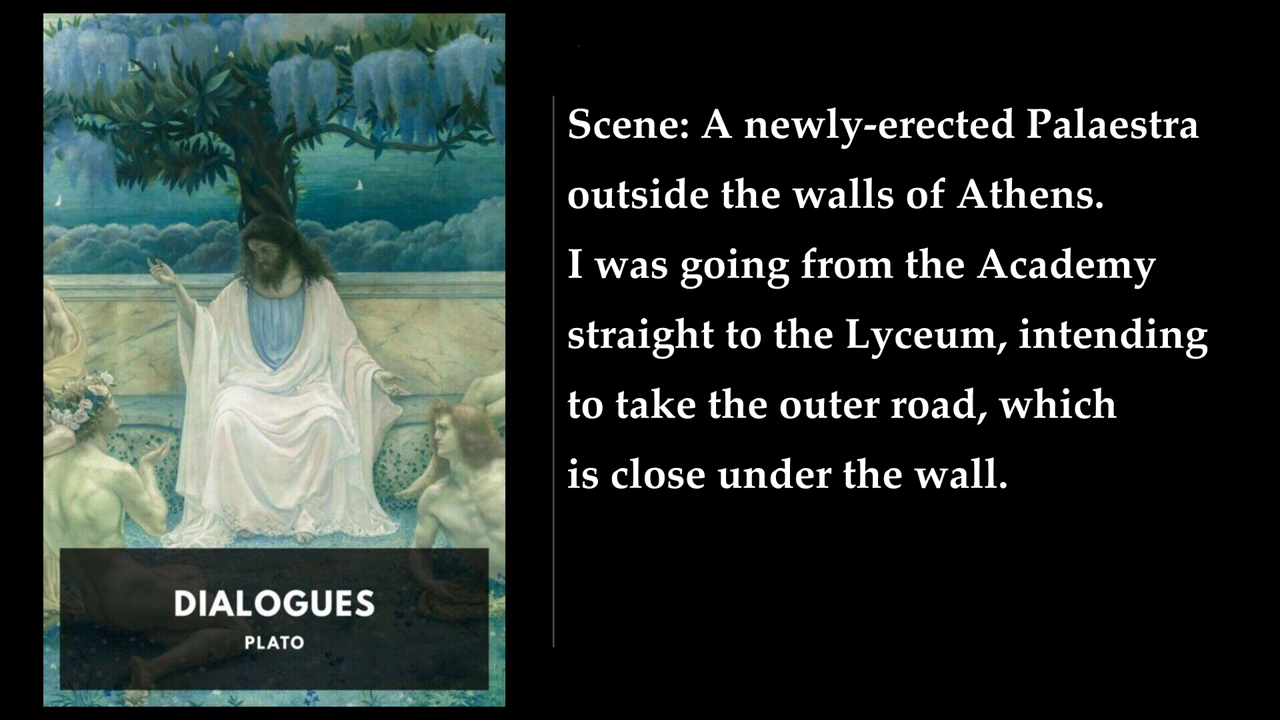 DIALOGUES
PLATO
Scene: A newly-erected Palaestra
outside the walls of Athens.
I was going from the Academy
straight to the Lyceum, intending
to take the outer road, which
is close under the wall.